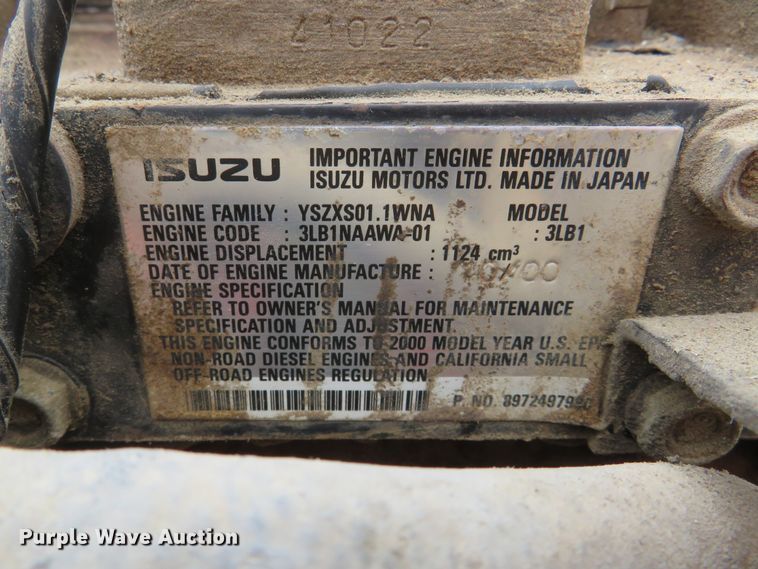 41022
ISUZU IMPORTANT ENGINE INFORMATION
ISUZU MOTORS LTD. MADE IN JAPAN
ENGINE FAMILY : YSZXS01.1WNA MODEL
ENGINE CODE : 3LB1NAAWA-01 : 3LB1
ENGINE DISPLACEMENT : 1124 cm³
DATE OF ENGINE MANUFACTURE :
ENGINE SPECIFICATION
REFER TO OWNER'S MANUAL FOR MAINTENANCE
SPECIFICATION AND ADJUSTMENT.
THIS ENGINE CONFORMS TO 2000 MODEL YEAR U.S. EP
NON-ROAD DIESEL ENGINES AND CALIFORNIA SMALL
OFF-ROAD ENGINES REGULATION
P. NO.
Purple Wave Auction